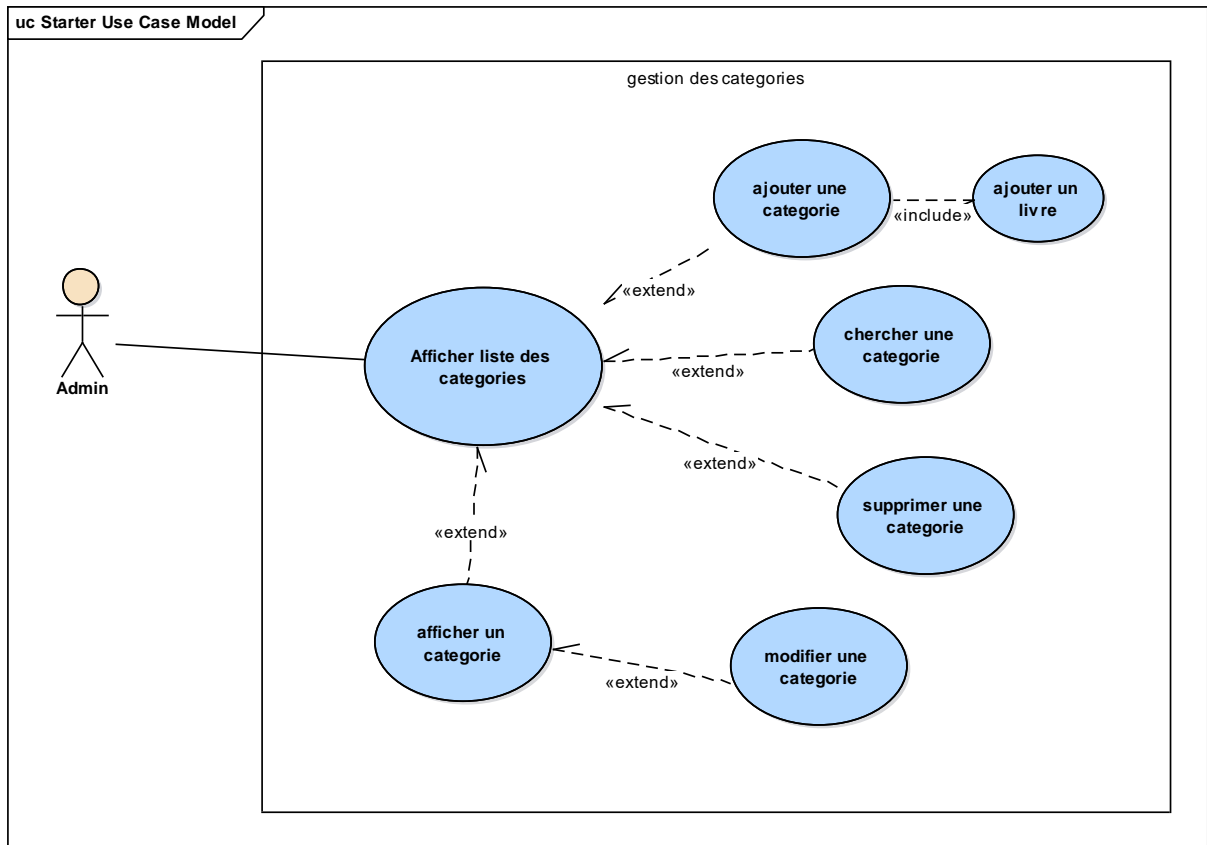 uc Starter Use Case Model
gestion des categories
ajouter une
categorie
«include»
ajouter un
livre
«extend»
chercher une
categorie
«extend»
Afficher liste des
categories
Admin
«extend»
supprimer une
categorie
«extend»
afficher un
categorie
«extend»
modifier une
categorie